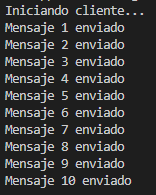 Iniciando cliente...
Mensaje 1 enviado
Mensaje 2 enviado
Mensaje 3 enviado
Mensaje 4 enviado
Mensaje 5 enviado
Mensaje 6 enviado
Mensaje 7 enviado
Mensaje 8 enviado
Mensaje 9 enviado
Mensaje 10 enviado